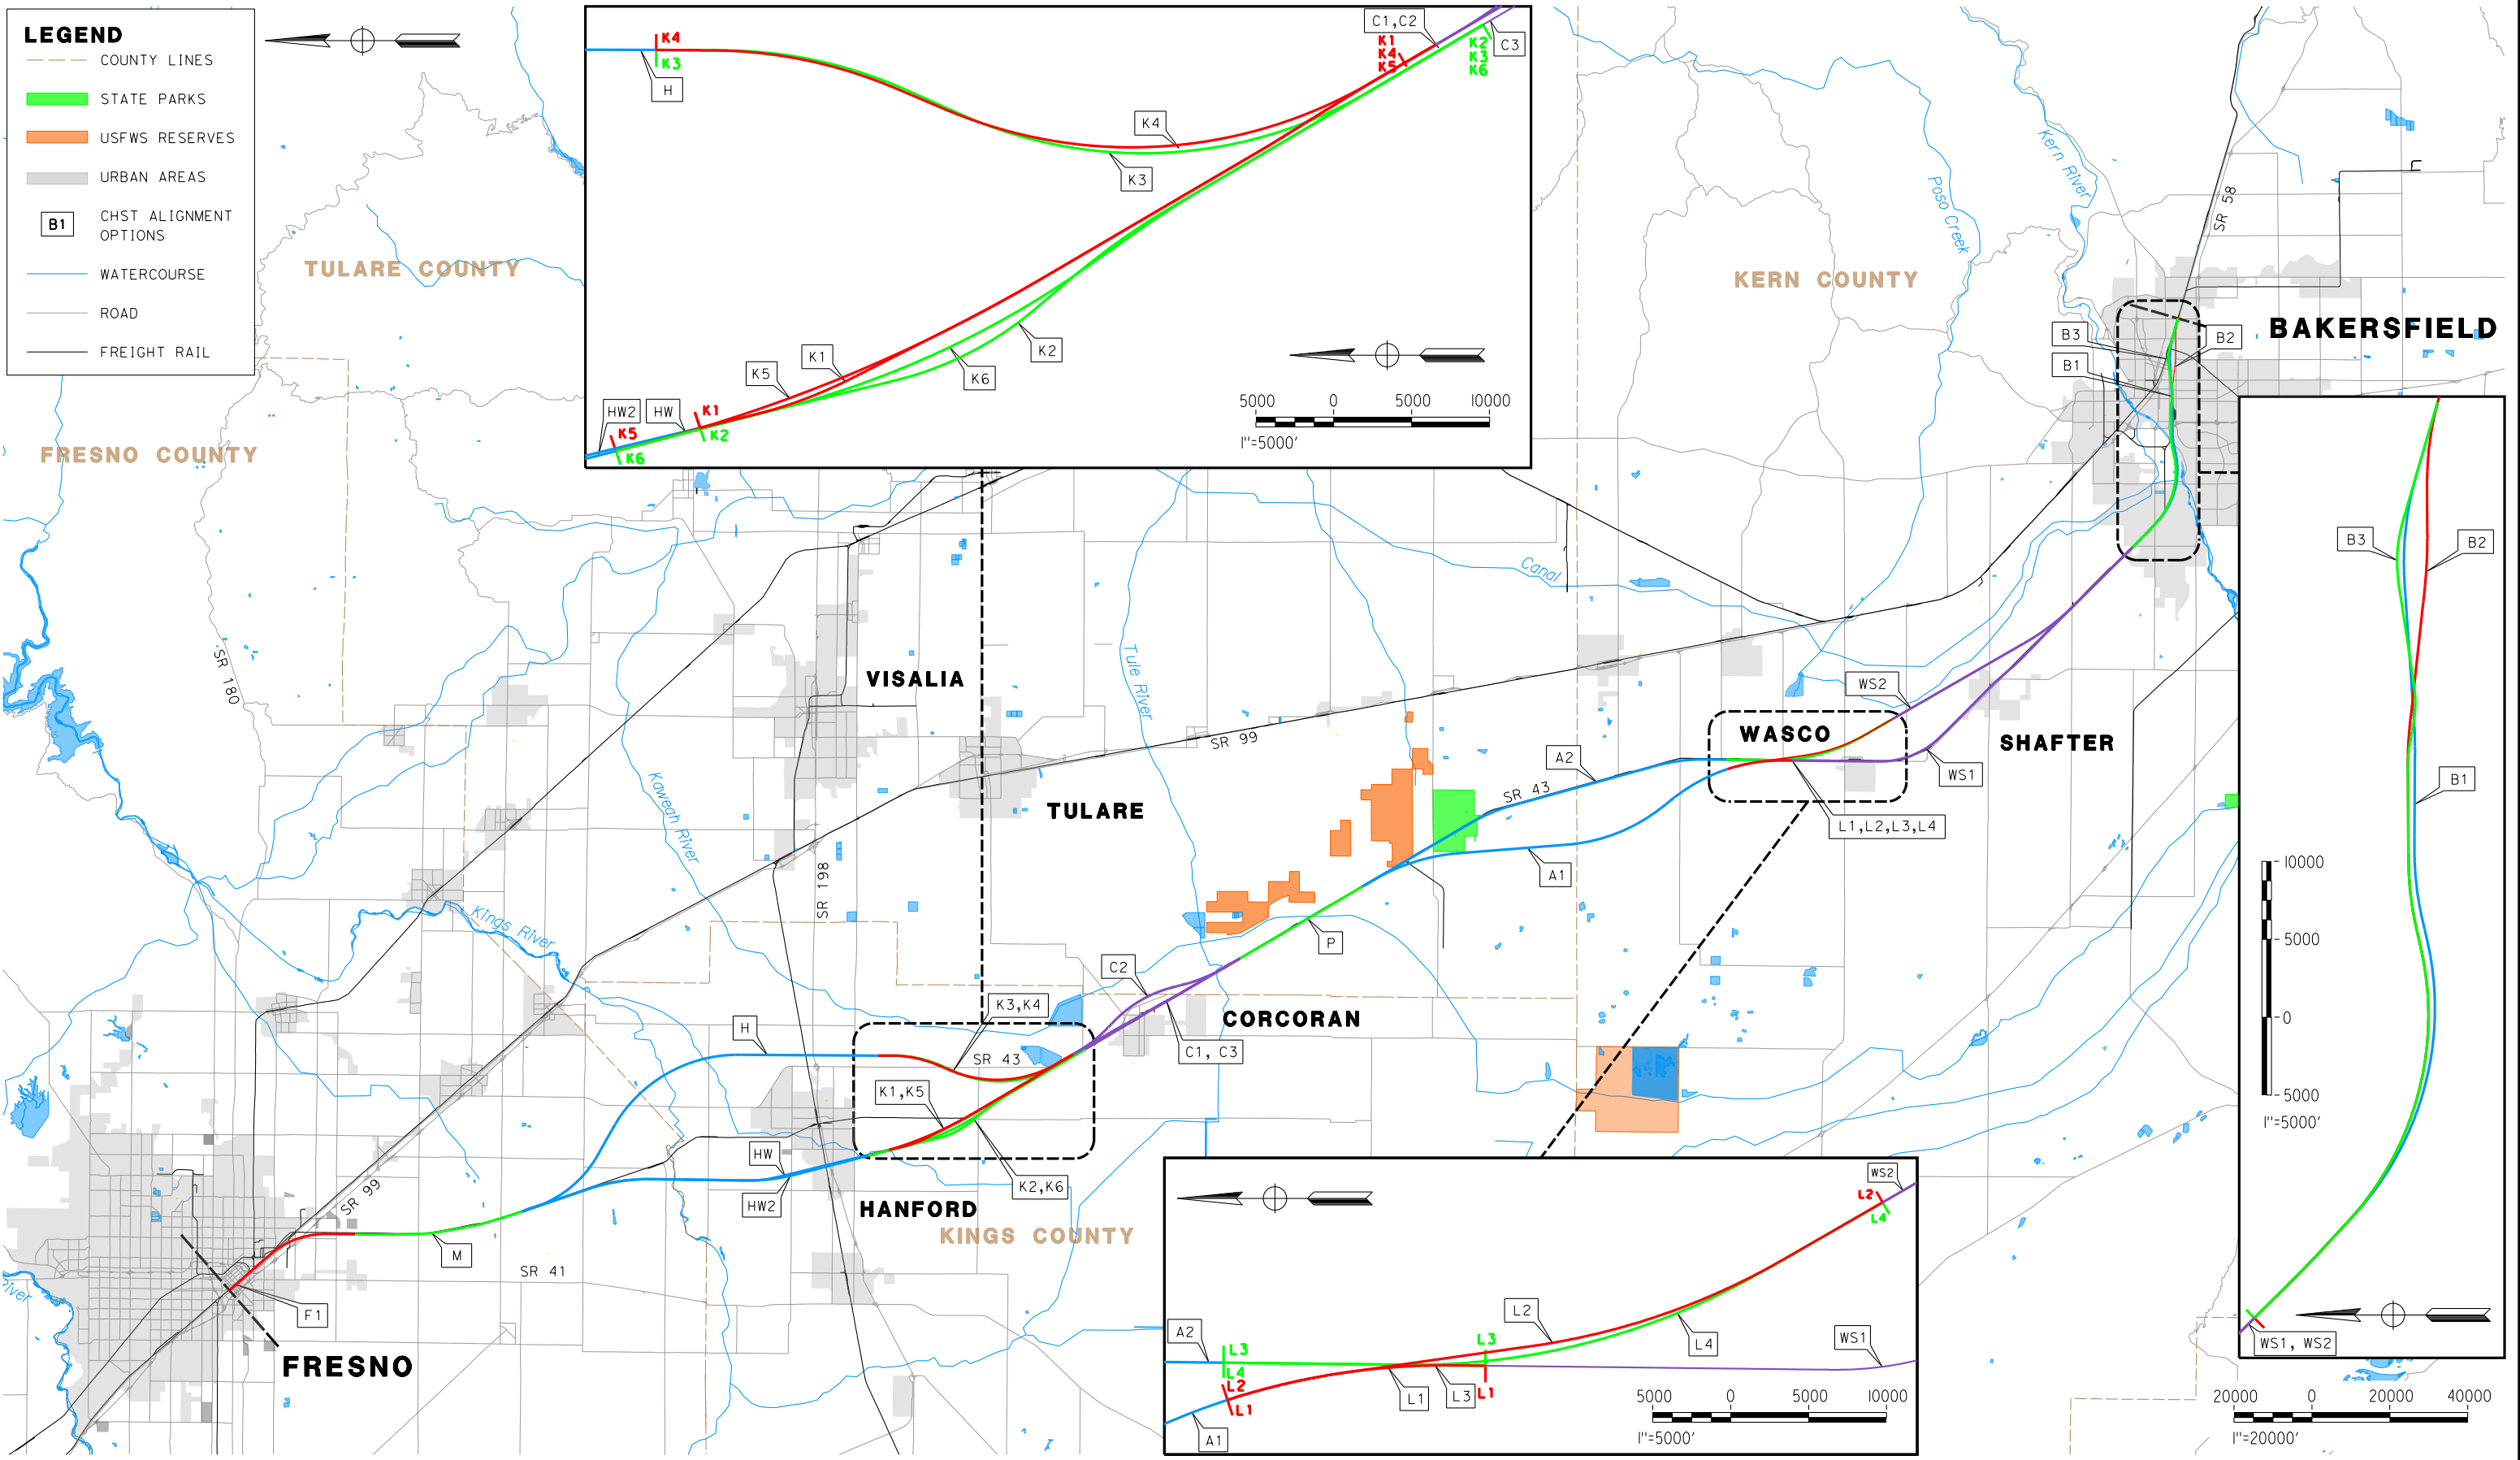 LEGEND
COUNTY LINES
STATE PARKS
USFWS RESERVES
URBAN AREAS
B1
CHST ALIGNMENT
OPTIONS
WATERCOURSE
ROAD
FREIGHT RAIL
K4
K3
H
C1,C2
K1
K4
K5
K2
K3
K6
C3
K4
K3
K5
K1
K2
K6
HW2
HW
K1
K2
K5
K6
5000
0
5000
10000
1"=5000'
TULARE COUNTY
FRESNO COUNTY
KERN COUNTY
Kern River
Poso Creek
SR 58
BAKERSFIELD
B3
B2
B1
SR 180
VISALIA
Tule River
Canal
WS2
WASCO
SHAFTER
WS1
A2
SR 43
SR 99
TULARE
Kaweah River
SR 198
L1,L2,L3,L4
A1
Kings River
P
C2
K3,K4
CORCORAN
H
SR 43
C1, C3
K1,K5
HW
HW2
K2,K6
HANFORD
KINGS COUNTY
SR 99
M
SR 41
River
F1
FRESNO
WS2
L2
L4
L2
L4
A2
L3
L4
L2
L1
L3
L1
L1
L3
WS1
A1
5000
0
5000
10000
1"=5000'
B3
B2
B1
10000
5000
0
5000
1"=5000'
WS1, WS2
20000
0
20000
40000
1"=20000'